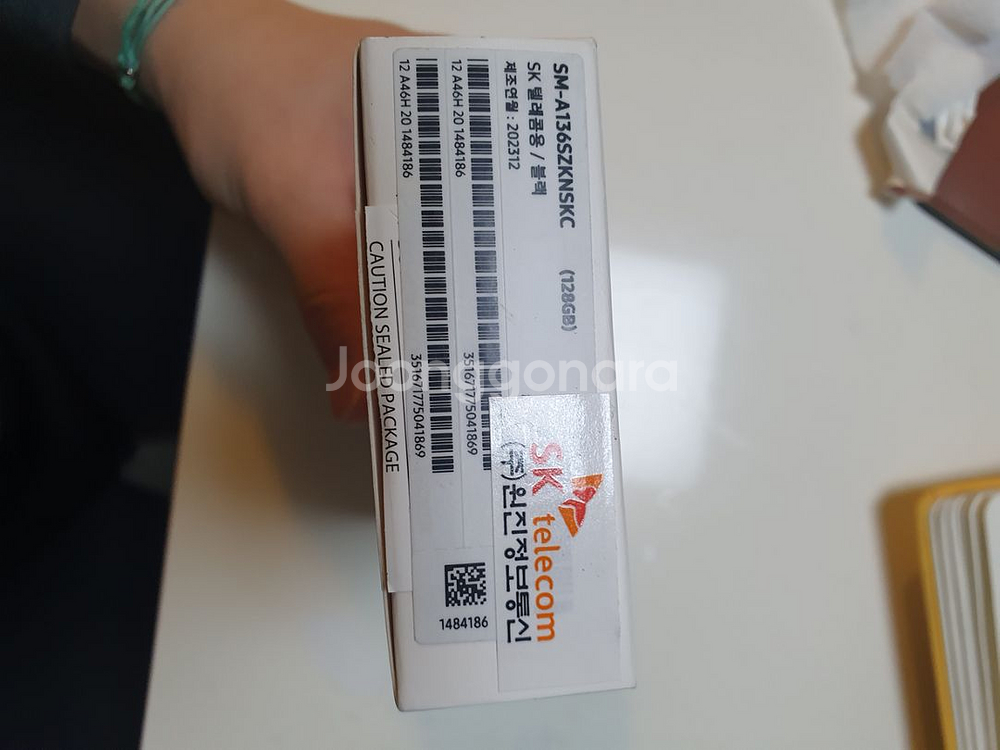 SM-A136SZKNSKC (128GB)
SK 텔레콤용 / 블랙
제조연월 : 202312
12 A46H 20 1484186 351671775041869
12 A46H 20 1484186 351671775041869
1484186
CAUTION SEALED PACKAGE
SK telecom
(주)원진정보통신
Joonggonara